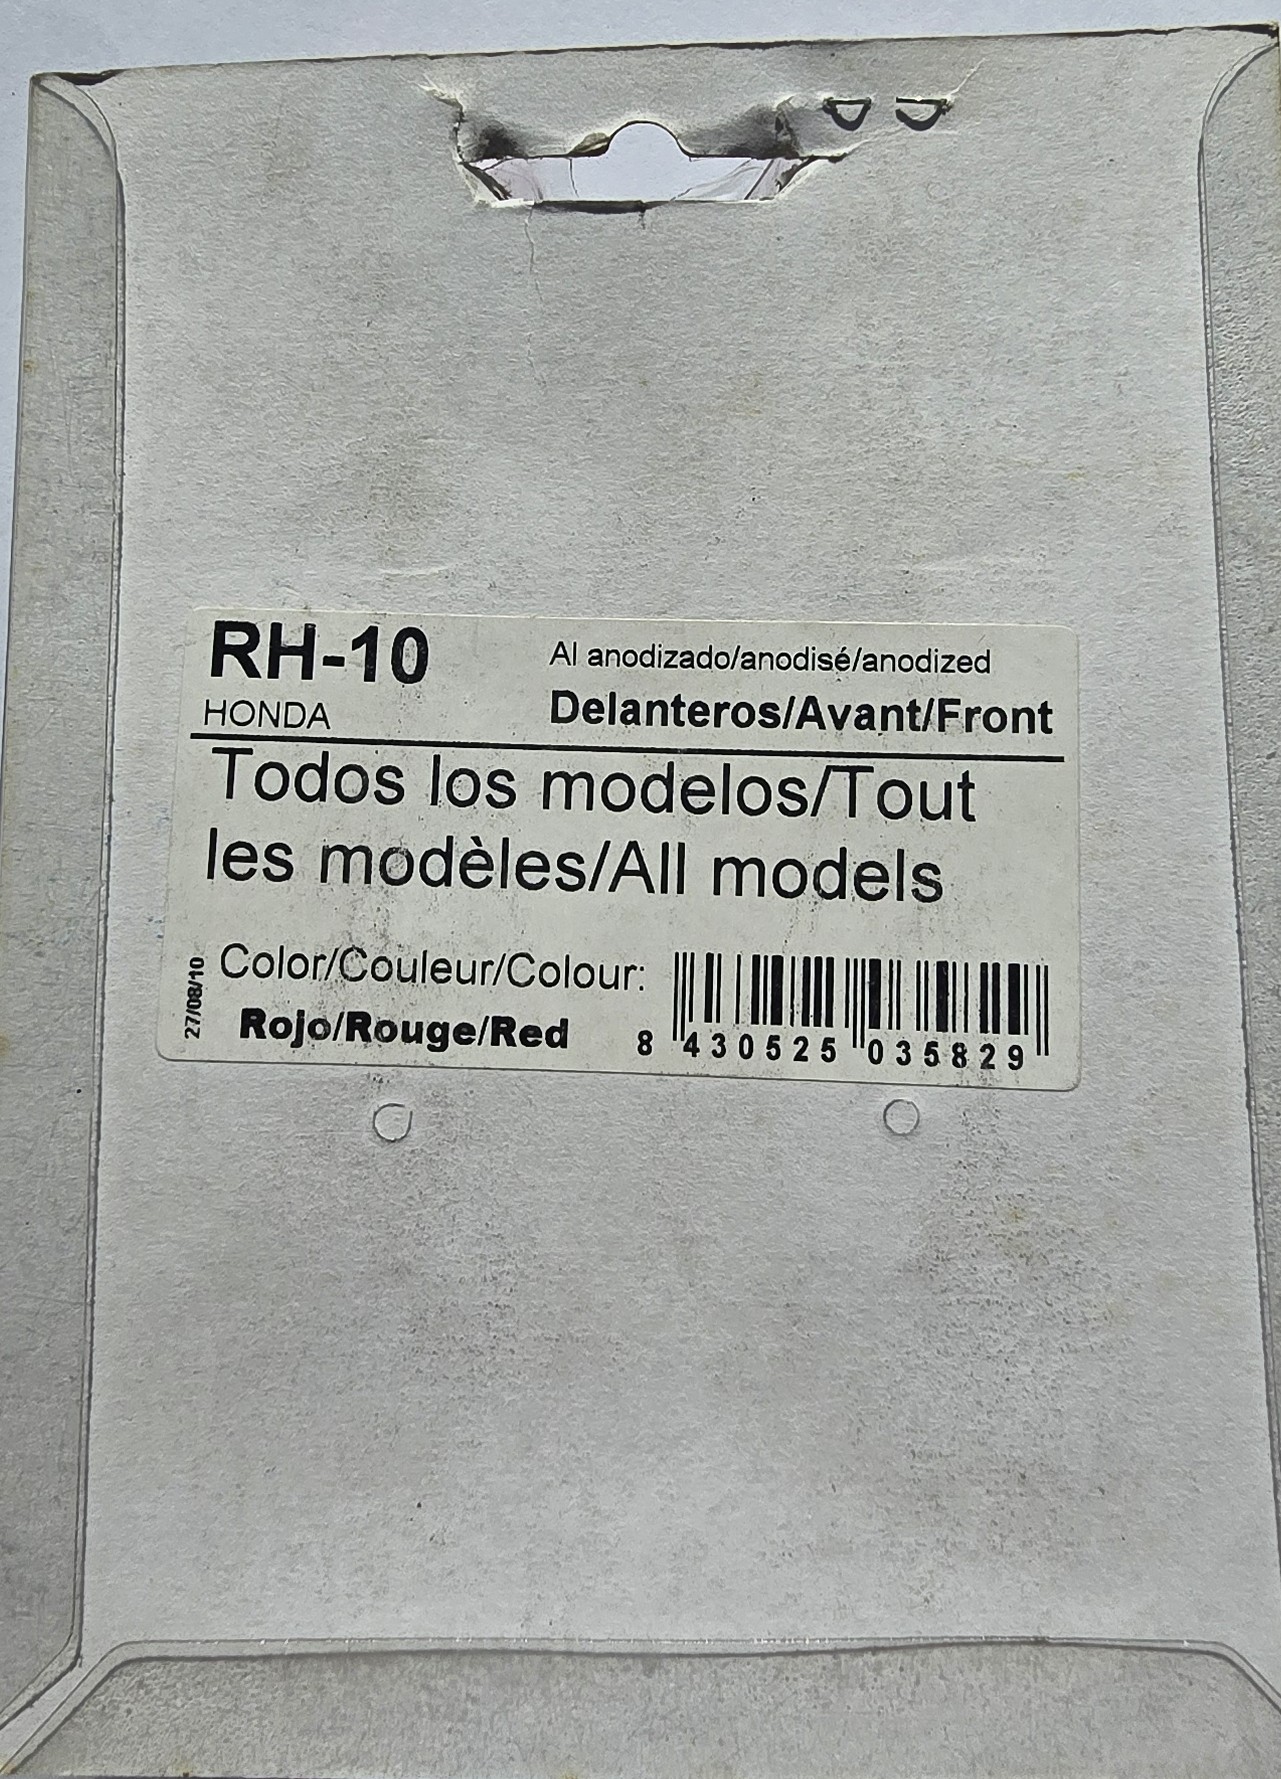 RH-10
Al anodizado/anodisé/anodized
HONDA
Delanteros/Avant/Front
Todos los modelos/Tout
les modèles/All models
27/08/10
Color/Couleur/Colour:
Rojo/Rouge/Red
8 430525 035829